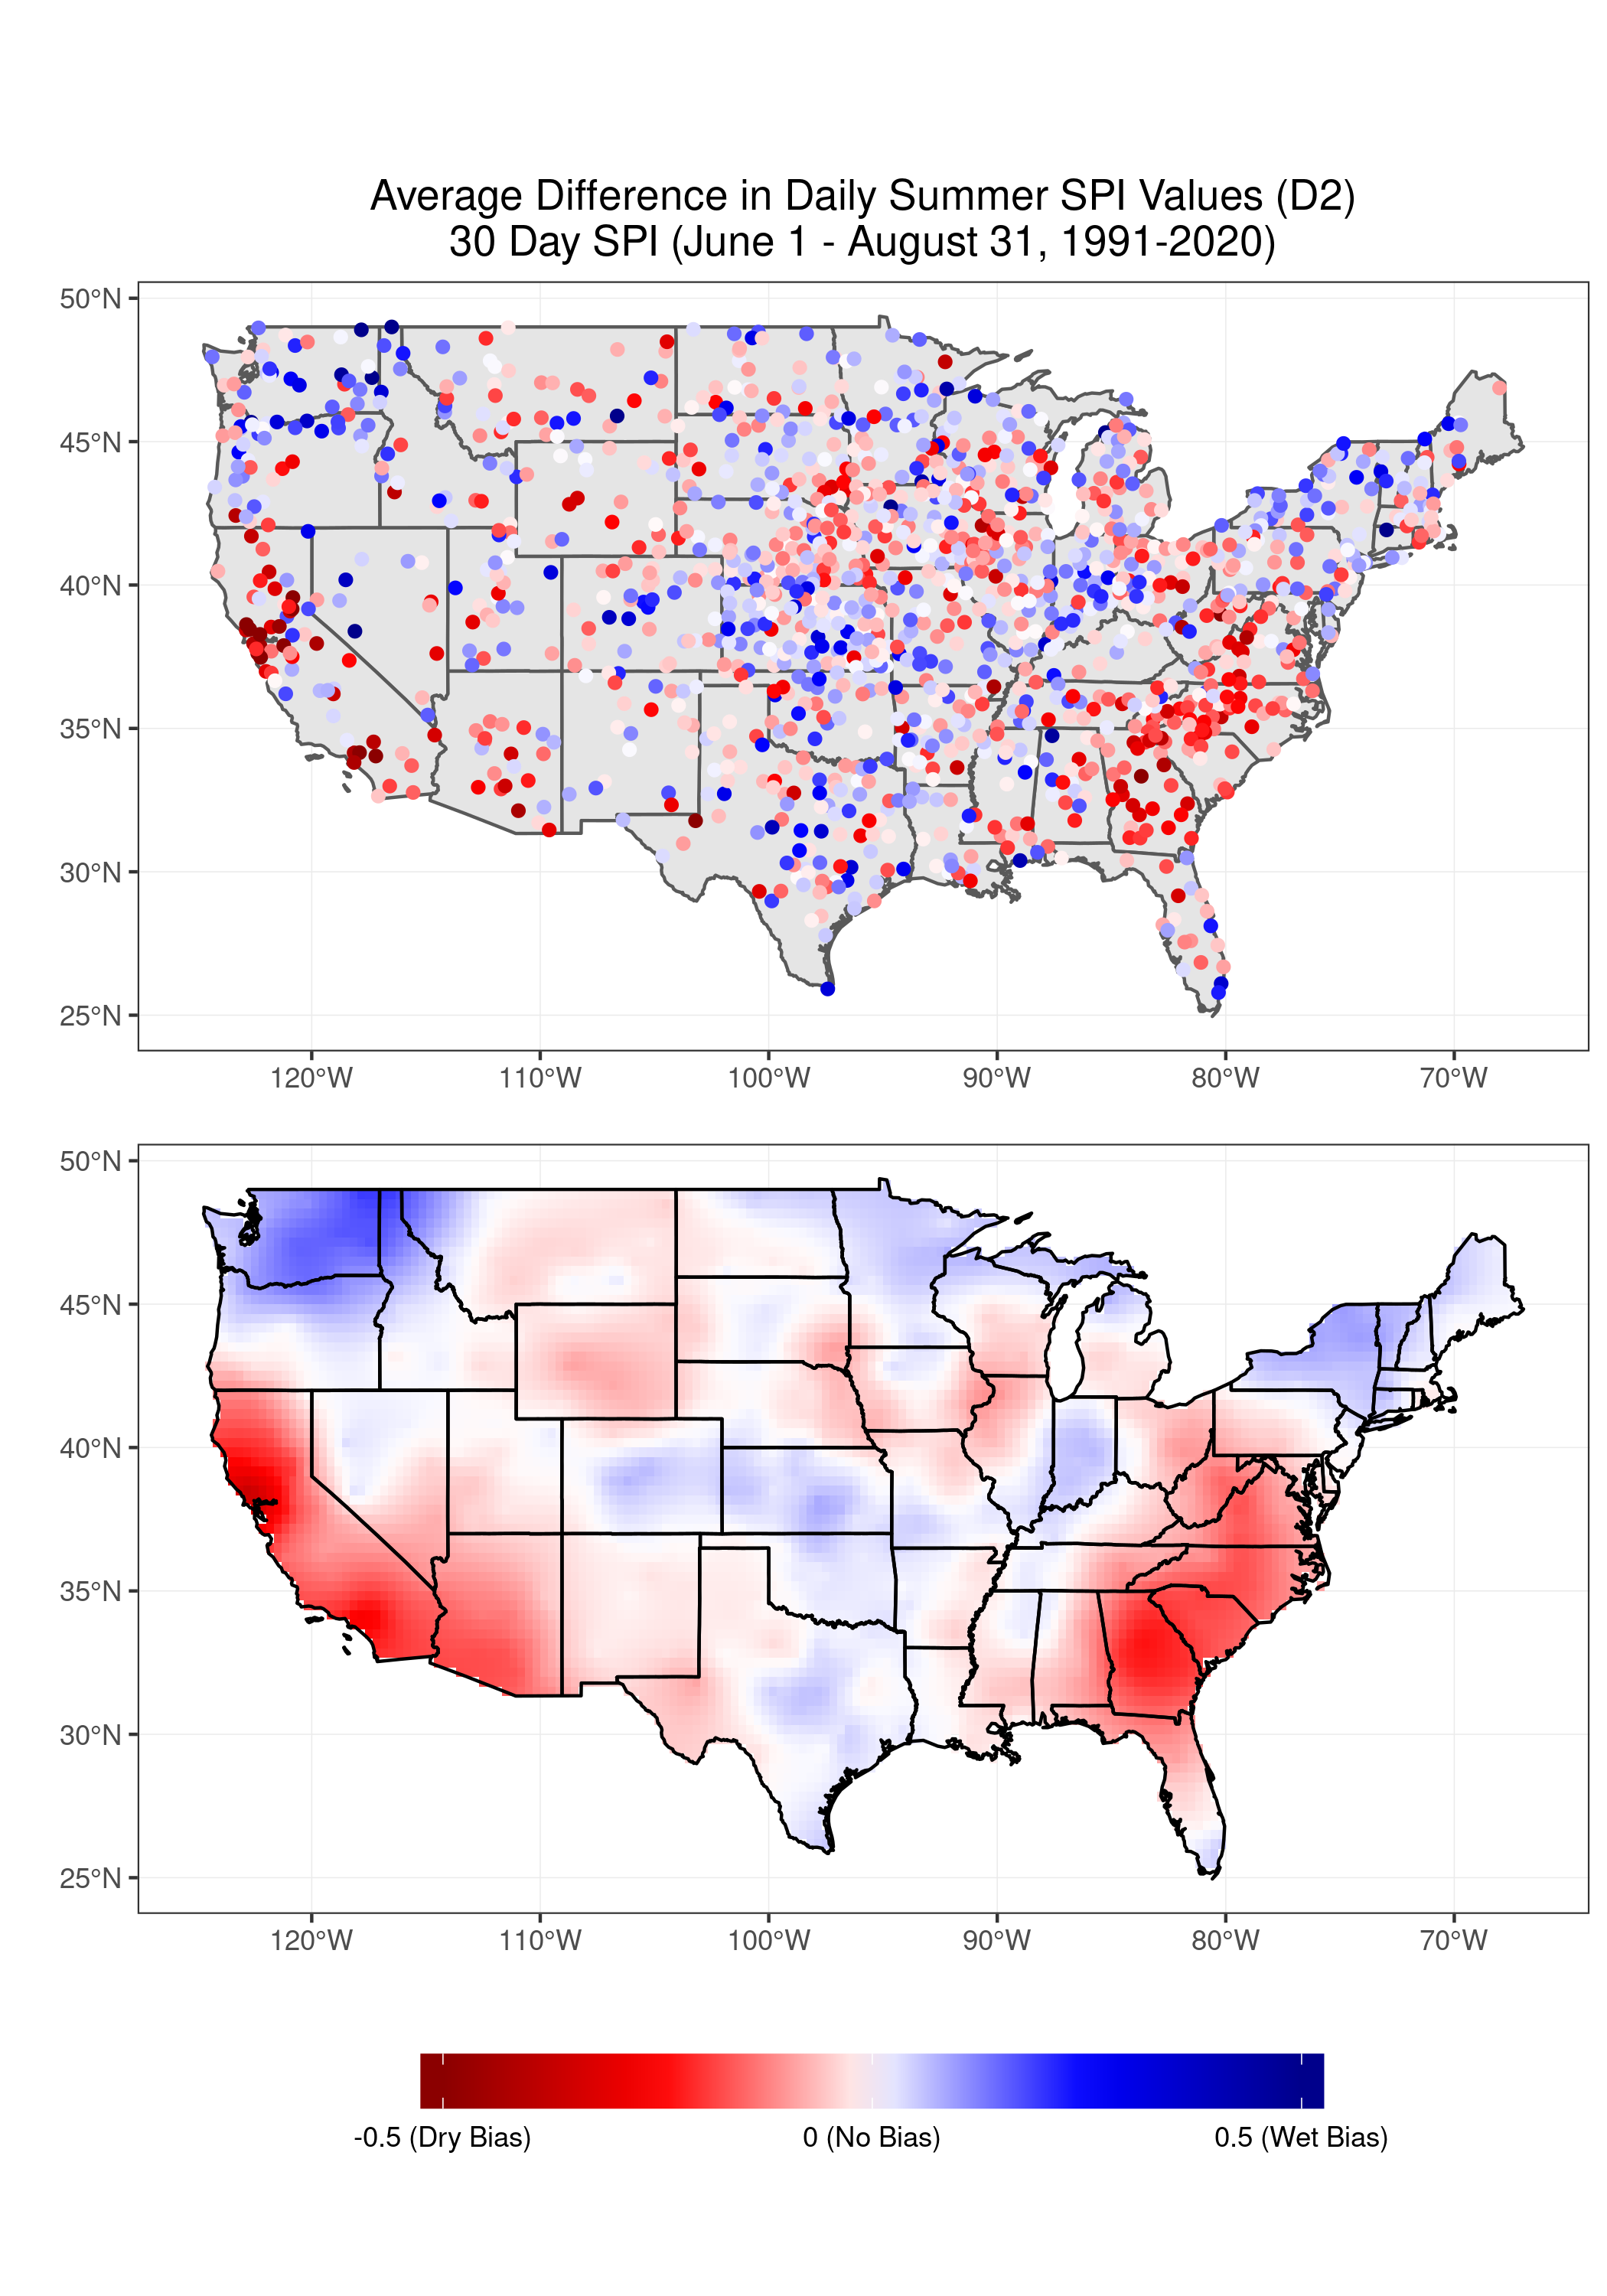 Average Difference in Daily Summer SPI Values (D2)
30 Day SPI (June 1 - August 31, 1991-2020)
50°N
45°N
40°N
35°N
30°N
25°N
120°W 110°W 100°W 90°W 80°W 70°W
50°N
45°N
40°N
35°N
30°N
25°N
120°W 110°W 100°W 90°W 80°W 70°W
-0.5 (Dry Bias) 0 (No Bias) 0.5 (Wet Bias)